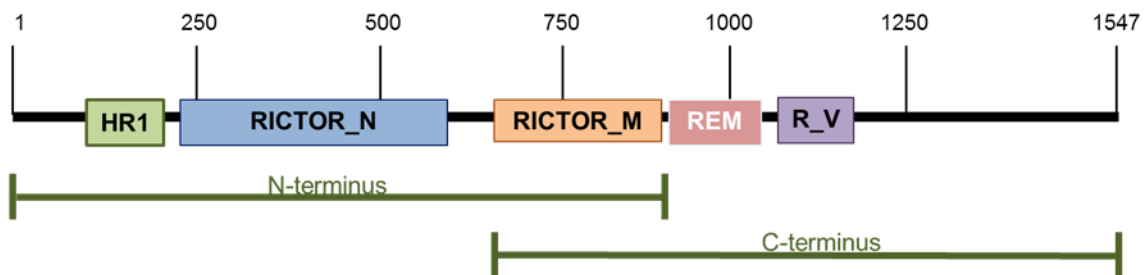 1 250 500 750 1000 1250 1547
HR1 RICTOR_N RICTOR_M REM R_V
N-terminus
C-terminus